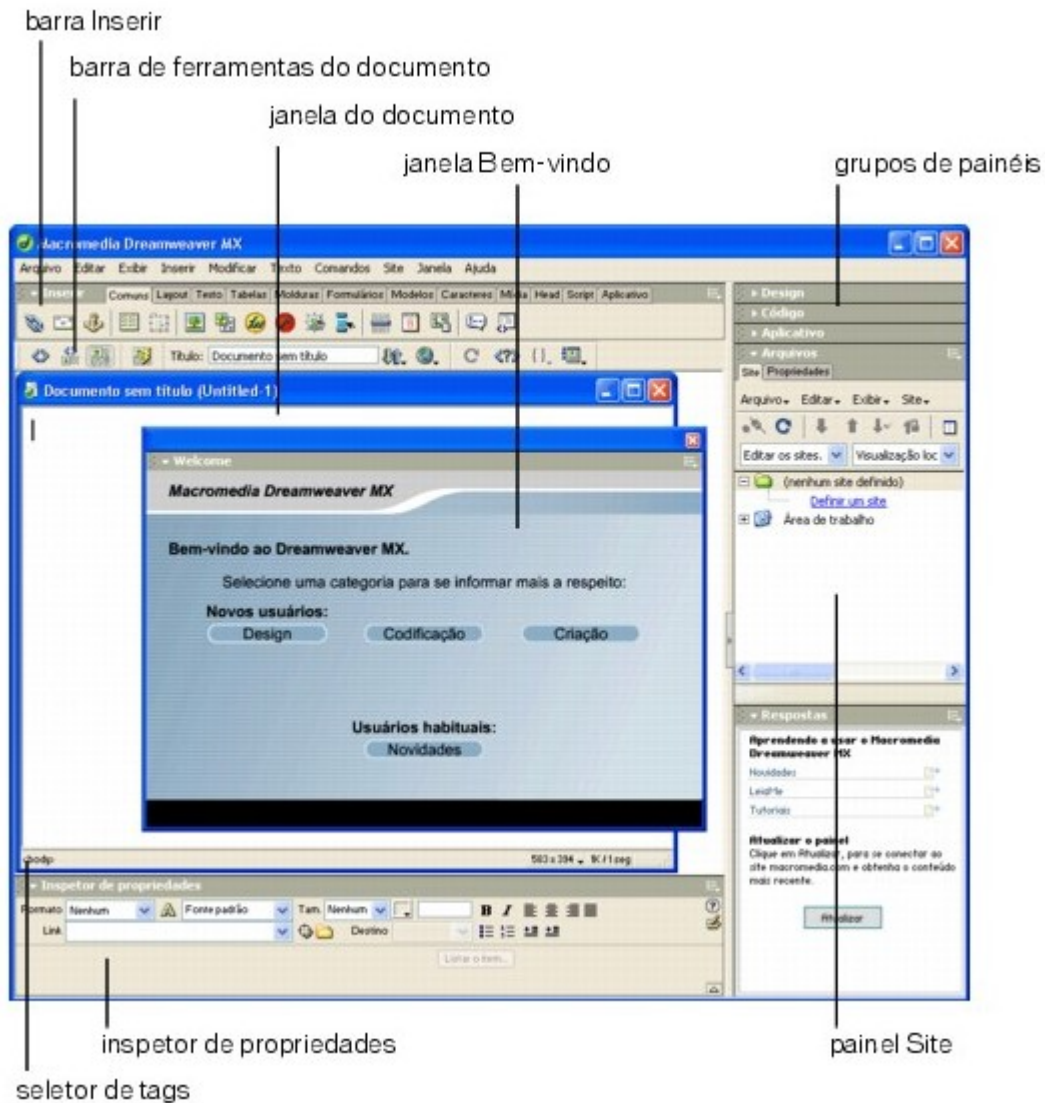 barra Inserir
barra de ferramentas do documento
janela do documento
janela Bem-vindo
grupos de painéis
Macromedia Dreamweaver MX
Arquivo Editar Exibir Inserir Modificar Texto Comandos Site Janela Ajuda
Inserir Comuns Layout Texto Tabelas Molduras Formulários Modelos Caracteres Mídia Head Script Aplicativo
Título: Documento sem título
Documento sem título (Untitled-1)
Welcome
Macromedia Dreamweaver MX
Bem-vindo ao Dreamweaver MX.
Selecione uma categoria para se informar mais a respeito:
Novos usuários:
Design Codificação Criação
Usuários habituais:
Novidades
<body>
583 x 394 1K / 1 seg
Inspetor de propriedades
Formato Nenhum Fonte padrão Tam. Nenhum B I
Link Destino
Listar o item...
Design
Código
Aplicativo
Arquivos
Site Propriedades
Arquivo Editar Exibir Site
Editar os sites. Visualização loc
(nenhum site definido)
Definir um site
Área de trabalho
Respostas
Aprendendo a usar o Macromedia
Dreamweaver MX
Novidades
LeiaMe
Tutoriais
Atualizar o painel
Clique em Atualizar, para se conectar ao
site macromedia.com e obtenha o conteúdo
mais recente.
Atualizar
inspetor de propriedades
painel Site
seletor de tags